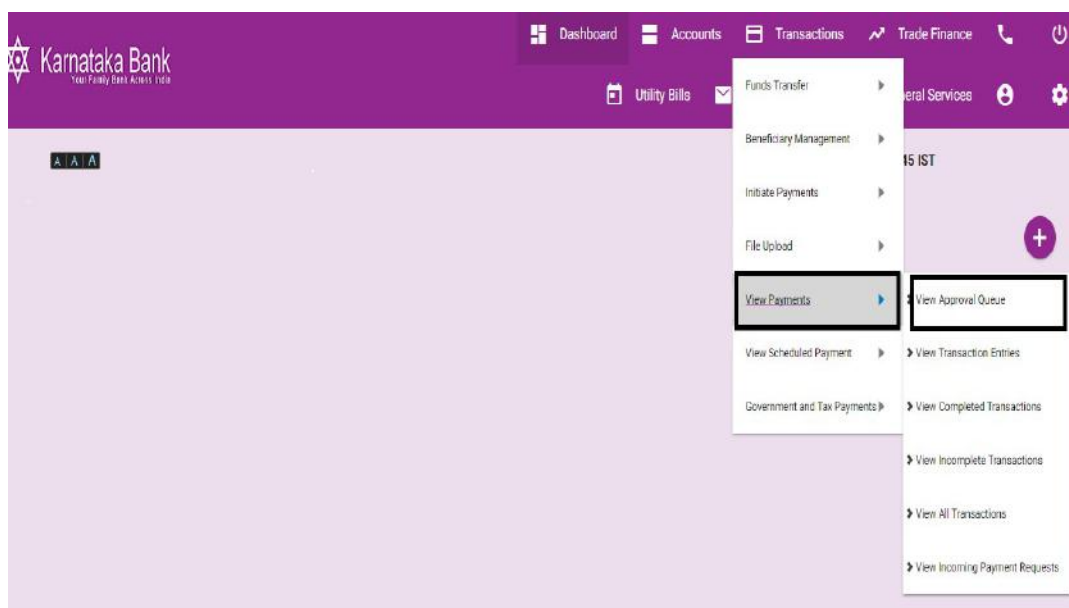 Dashboard Accounts Transactions Trade Finance
Karnataka Bank
Your Family Bank Across India
Utility Bills eral Services
A A A
45 IST
Funds Transfer
Beneficiary Management
Initiate Payments
File Upload
View Payments
View Scheduled Payment
Government and Tax Payments
View Approval Queue
View Transaction Entries
View Completed Transactions
View Incomplete Transactions
View All Transactions
View Incoming Payment Requests